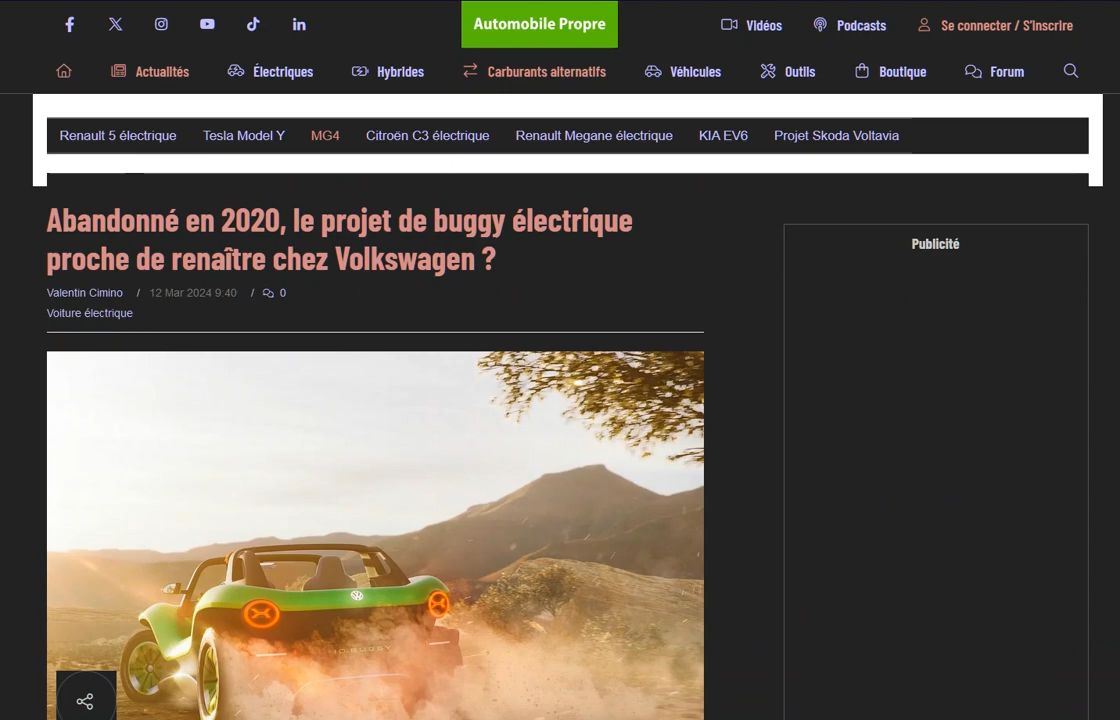 Automobile Propre
Vidéos
Podcasts
Se connecter / S'inscrire
Actualités
Électriques
Hybrides
Carburants alternatifs
Véhicules
Outils
Boutique
Forum
Renault 5 électrique
Tesla Model Y
MG4
Citroën C3 électrique
Renault Megane électrique
KIA EV6
Projet Skoda Voltavia
Abandonné en 2020, le projet de buggy électrique
proche de renaître chez Volkswagen ?
Valentin Cimino / 12 Mar 2024 9:40 / 0
Voiture électrique
Publicité
ID. BUGGY